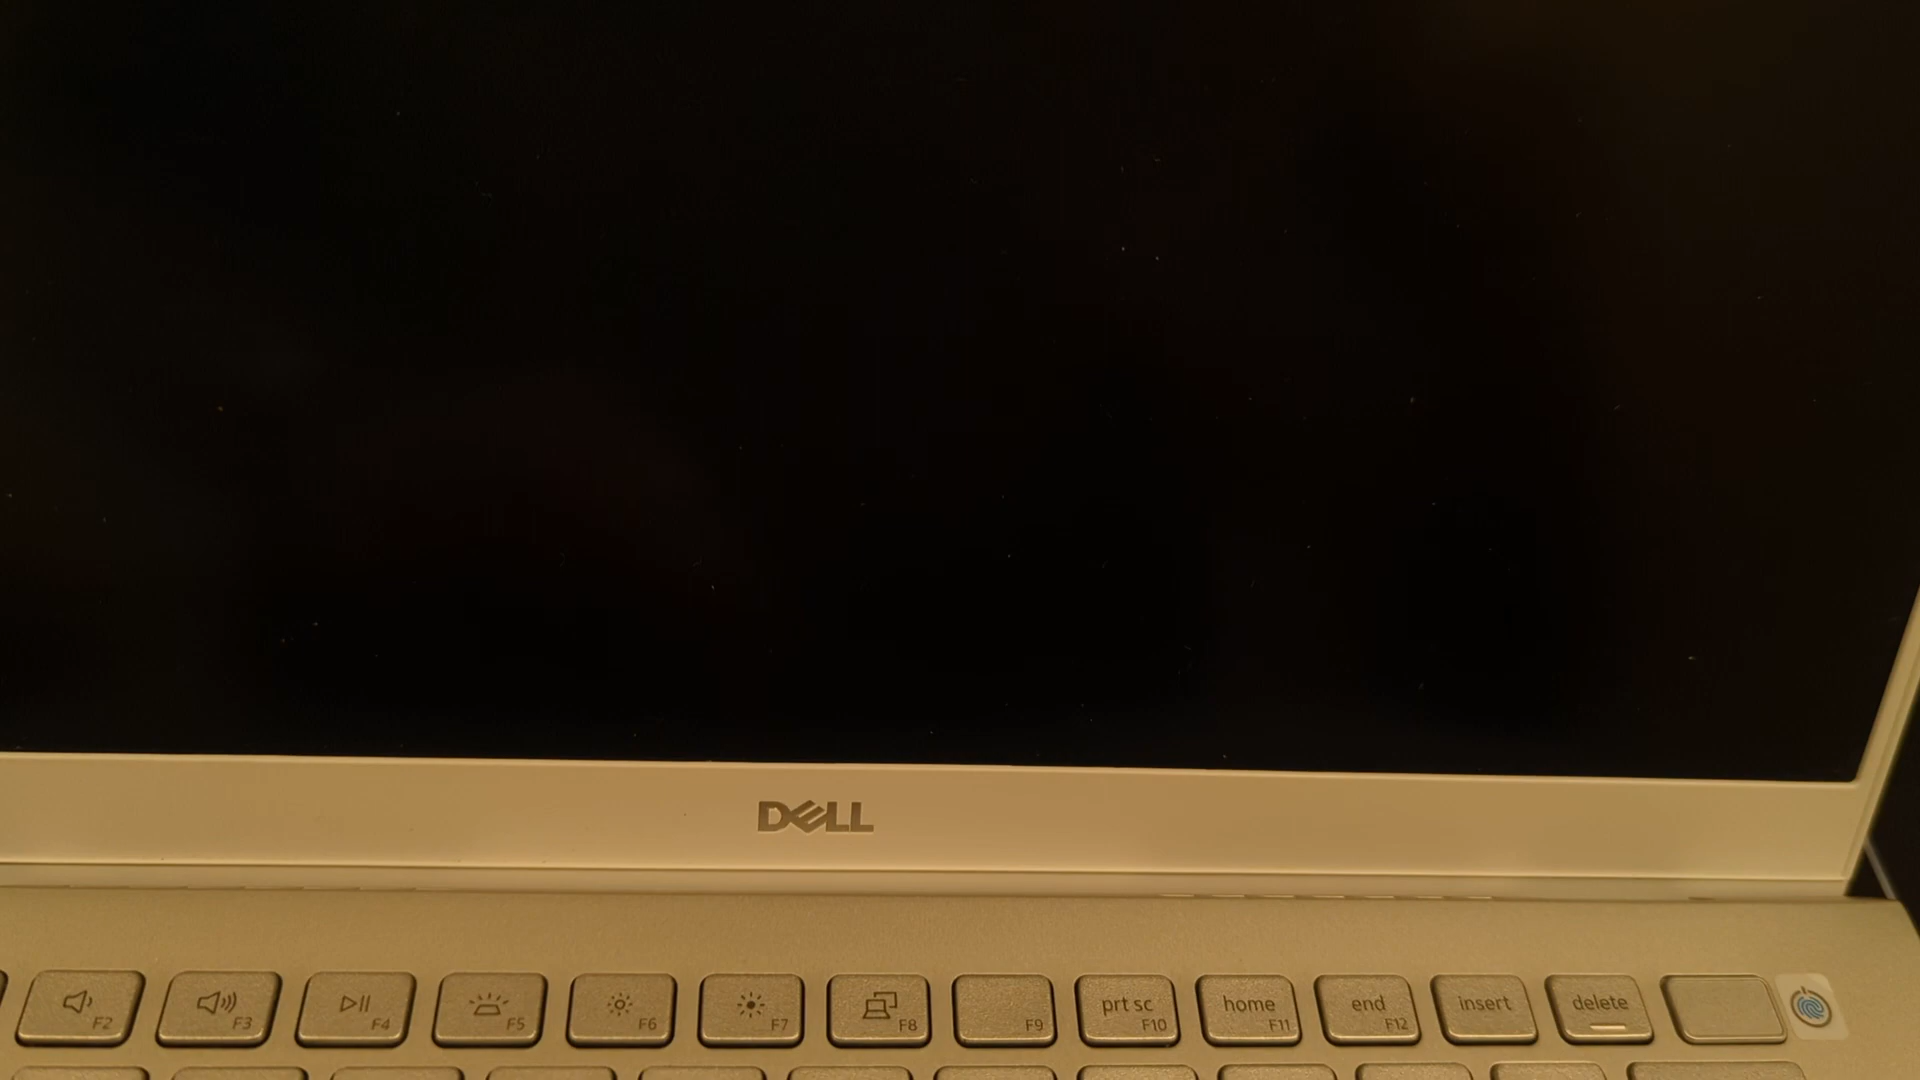 DELL
F2
F3
F4
F5
F6
F7
F8
F9
prt sc
F10
home
F11
end
F12
insert
delete